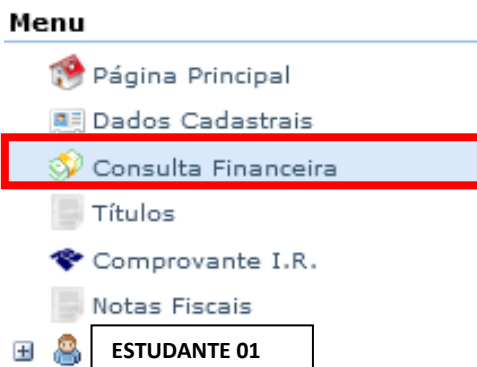 Menu
Página Principal
Dados Cadastrais
Consulta Financeira
Títulos
Comprovante I.R.
Notas Fiscais
ESTUDANTE 01